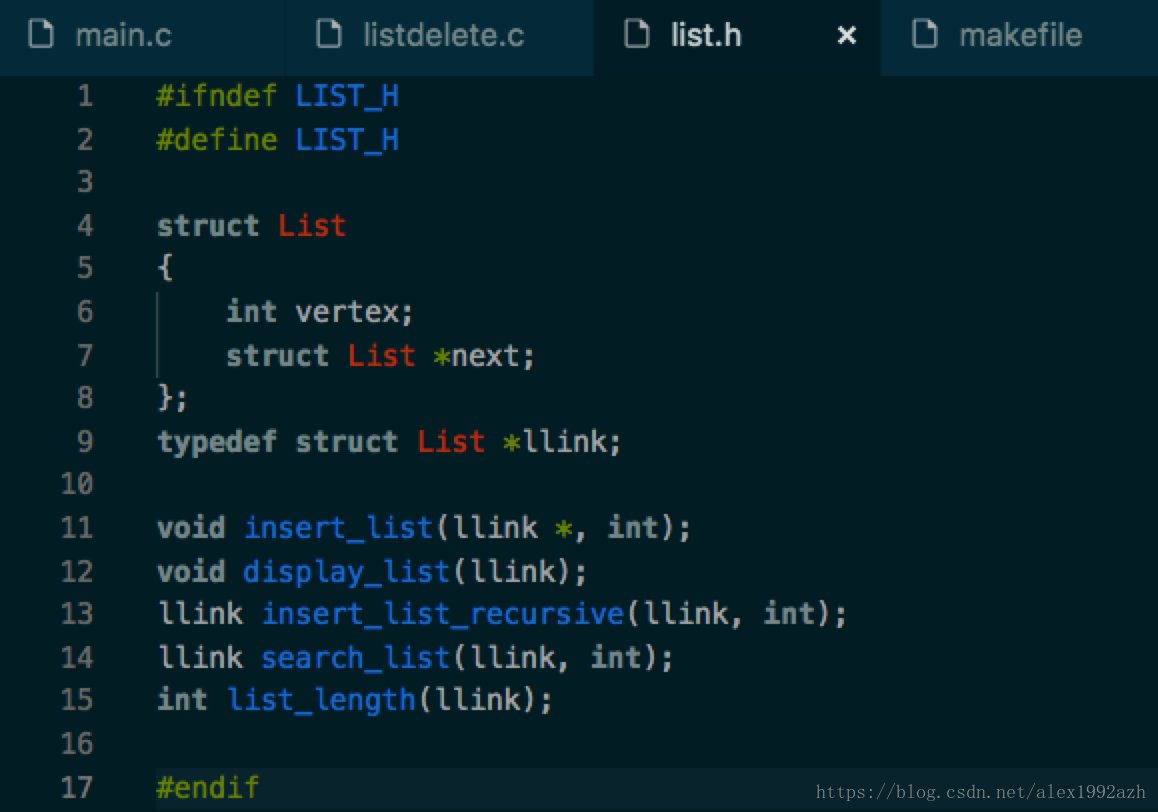 main.c listdelete.c list.h × makefile
1 #ifndef LIST_H
2 #define LIST_H
3
4 struct List
5 {
6     int vertex;
7     struct List *next;
8 };
9 typedef struct List *llink;
10
11 void insert_list(llink *, int);
12 void display_list(llink);
13 llink insert_list_recursive(llink, int);
14 llink search_list(llink, int);
15 int list_length(llink);
16
17 #endif
https://blog.csdn.net/alex1992azh